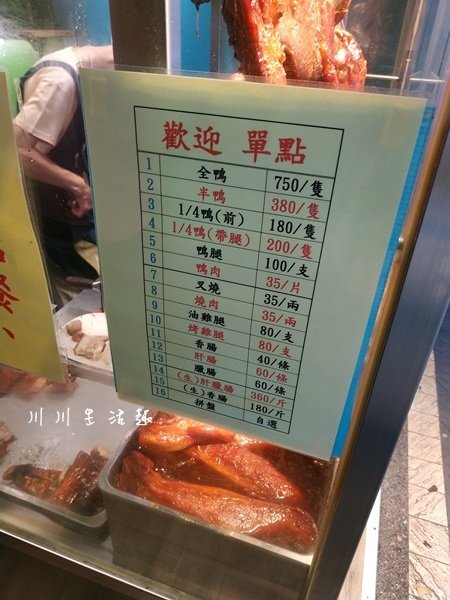 歡迎 單點
1 全鴨 750/隻
2 半鴨 380/隻
3 1/4鴨(前) 180/隻
4 1/4鴨(帶腿) 200/隻
5 鴨腿 100/支
6 鴨肉 35/片
7 叉燒 35/兩
8 燒肉 35/兩
9 油雞腿 80/支
10 烤雞腿 80/支
11 香腸 40/條
12 肝腸 60/條
13 臘腸 60/條
14 (生)肝臘腸 360/斤
15 (生)香腸 180/斤
16 拼盤 自選
川川生活趣